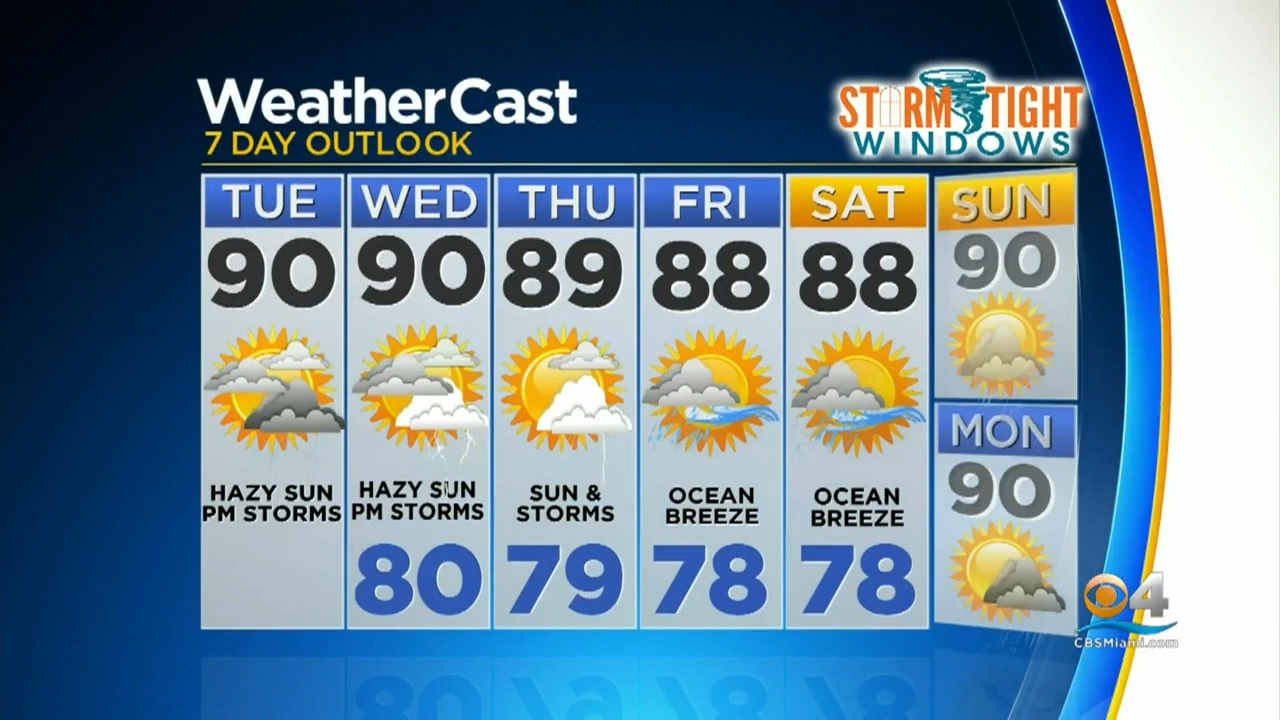 WeatherCast
7 DAY OUTLOOK
STORM TIGHT
WINDOWS
TUE
90
HAZY SUN
PM STORMS
WED
90
HAZY SUN
PM STORMS
80
THU
89
SUN &
STORMS
79
FRI
88
OCEAN
BREEZE
78
SAT
88
OCEAN
BREEZE
78
SUN
90
MON
90
4
CBSMiami.com